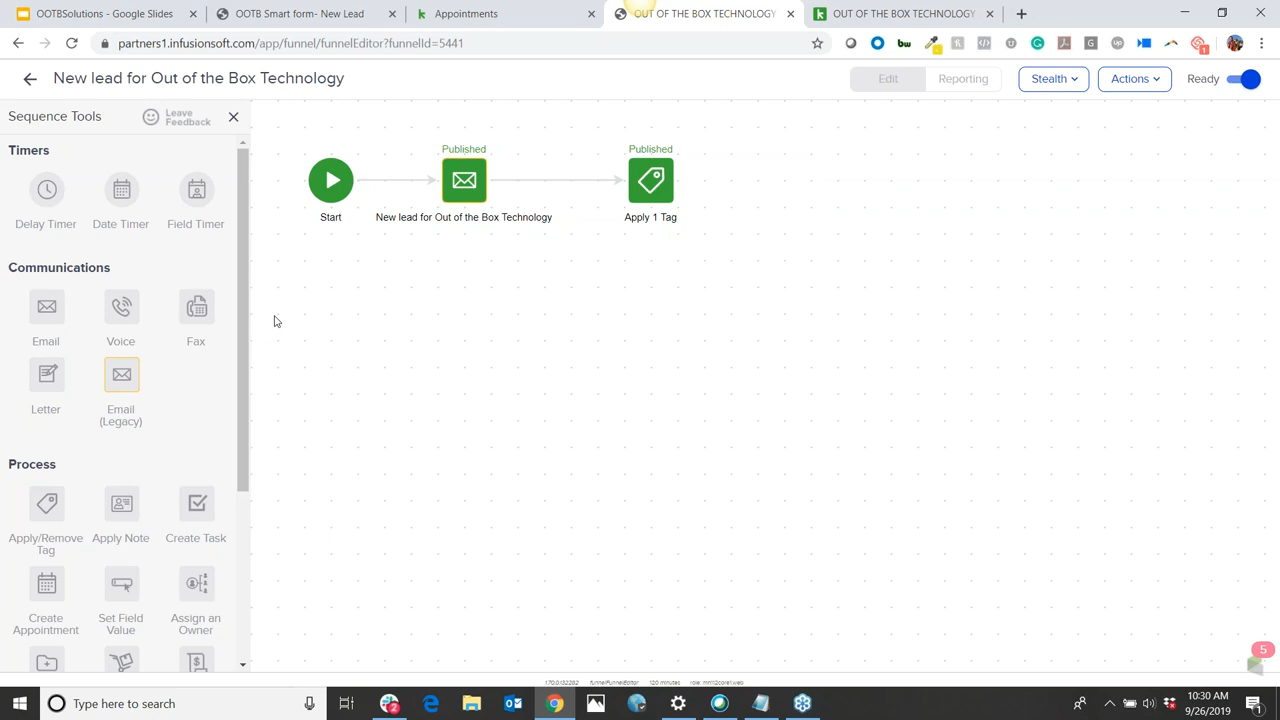 OOTBSolutions - Google Slides
OOTB Smart form- New Lead
Appointments
OUT OF THE BOX TECHNOLOGY
OUT OF THE BOX TECHNOLOGY
partners1.infusionsoft.com/app/funnel/funnelEditor?funnelId=5441
New lead for Out of the Box Technology
Edit
Reporting
Stealth
Actions
Ready
Sequence Tools
Leave
Feedback
Timers
Delay Timer
Date Timer
Field Timer
Communications
Email
Voice
Fax
Letter
Email
(Legacy)
Process
Apply/Remove
Tag
Apply Note
Create Task
Create
Appointment
Set Field
Value
Assign an
Owner
Published
Published
Start
New lead for Out of the Box Technology
Apply 1 Tag
5
funnelFunnelEditor
120 minutes
Type here to search
10:30 AM
9/26/2019